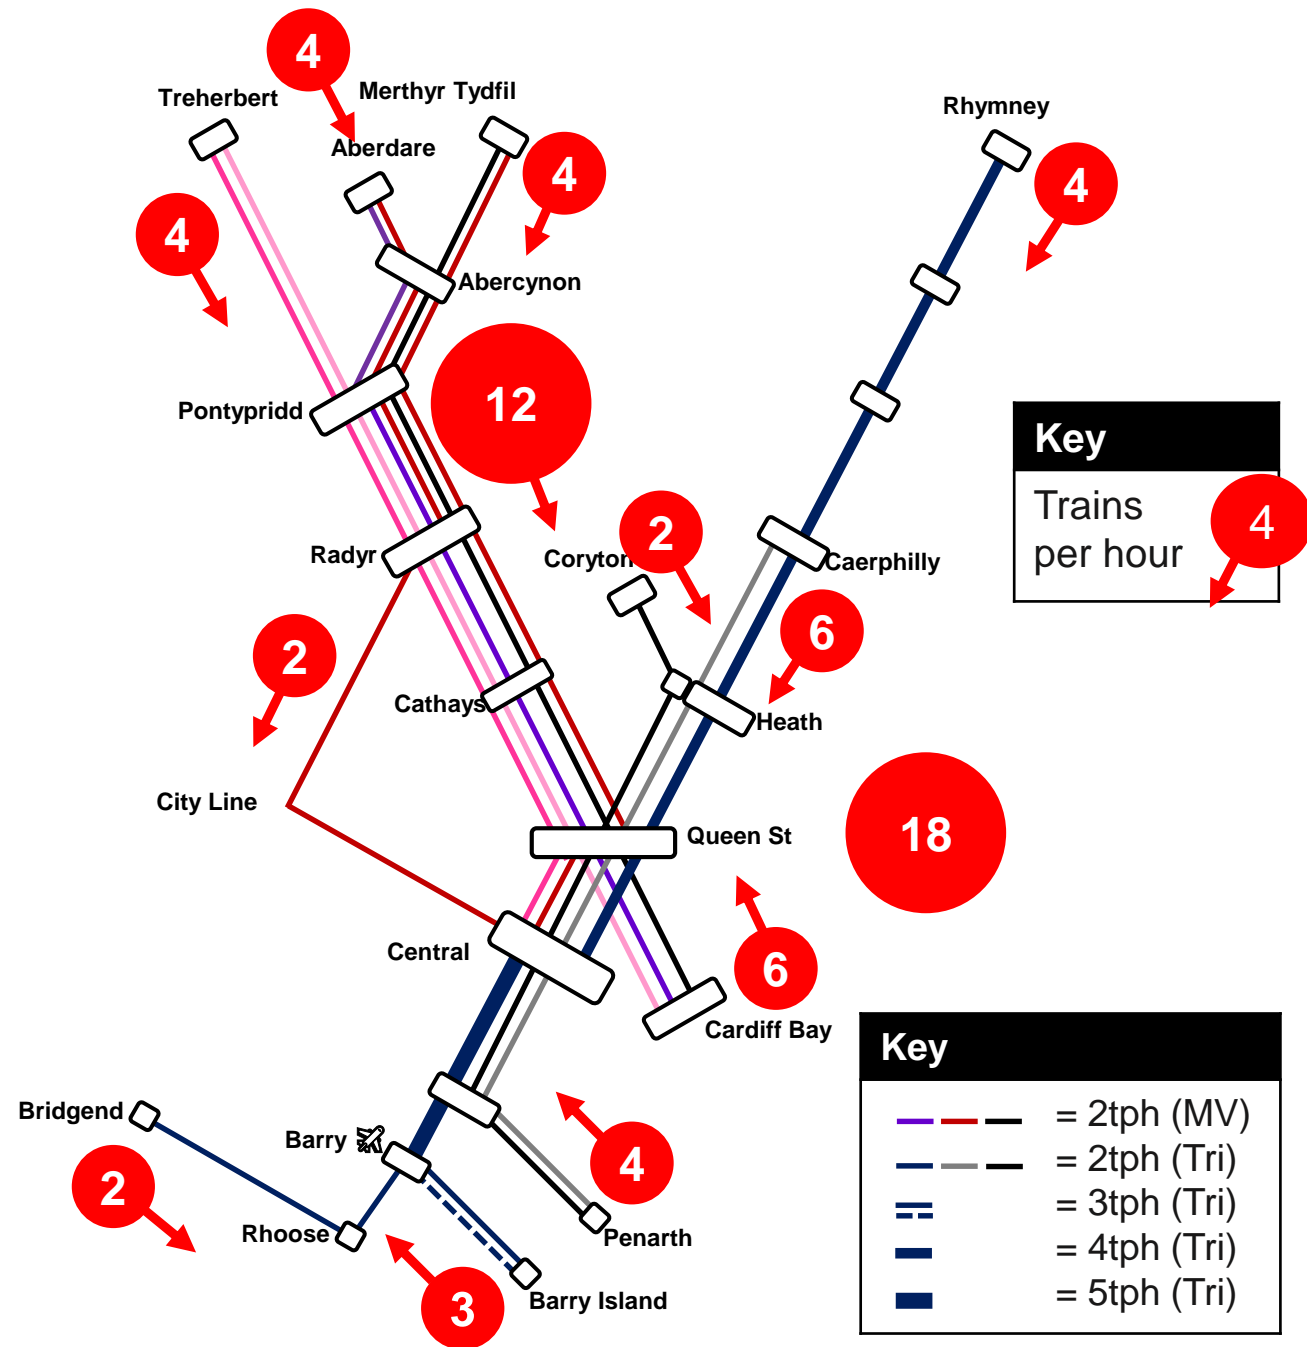 4
Treherbert
Merthyr Tydfil
Rhymney
Aberdare
4
4
4
Abercynon
12
Pontypridd
Key
Trains
per hour
4
Radyr
Coryton
2
Caerphilly
6
2
Cathays
Heath
City Line
Queen St
18
Central
6
Cardiff Bay
Key
= 2tph (MV)
= 2tph (Tri)
= 3tph (Tri)
= 4tph (Tri)
= 5tph (Tri)
Bridgend
Barry
4
2
Rhoose
Penarth
3
Barry Island